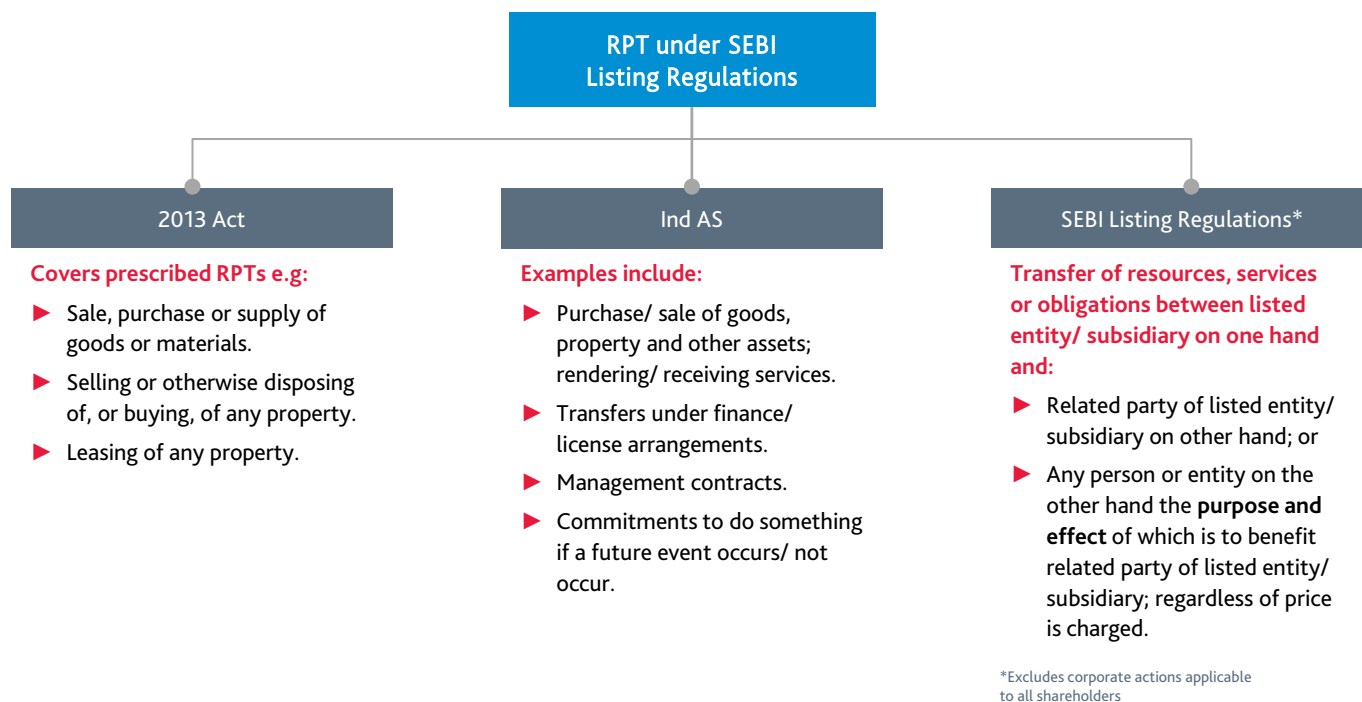 RPT under SEBI
Listing Regulations
2013 Act
Covers prescribed RPTs e.g:
► Sale, purchase or supply of
goods or materials.
► Selling or otherwise disposing
of, or buying, of any property.
► Leasing of any property.
Ind AS
Examples include:
► Purchase/ sale of goods,
property and other assets;
rendering/ receiving services.
► Transfers under finance/
license arrangements.
► Management contracts.
► Commitments to do something
if a future event occurs/ not
occur.
SEBI Listing Regulations*
Transfer of resources, services
or obligations between listed
entity/ subsidiary on one hand
and:
► Related party of listed entity/
subsidiary on other hand; or
► Any person or entity on the
other hand the purpose and
effect of which is to benefit
related party of listed entity/
subsidiary; regardless of price
is charged.
*Excludes corporate actions applicable
to all shareholders